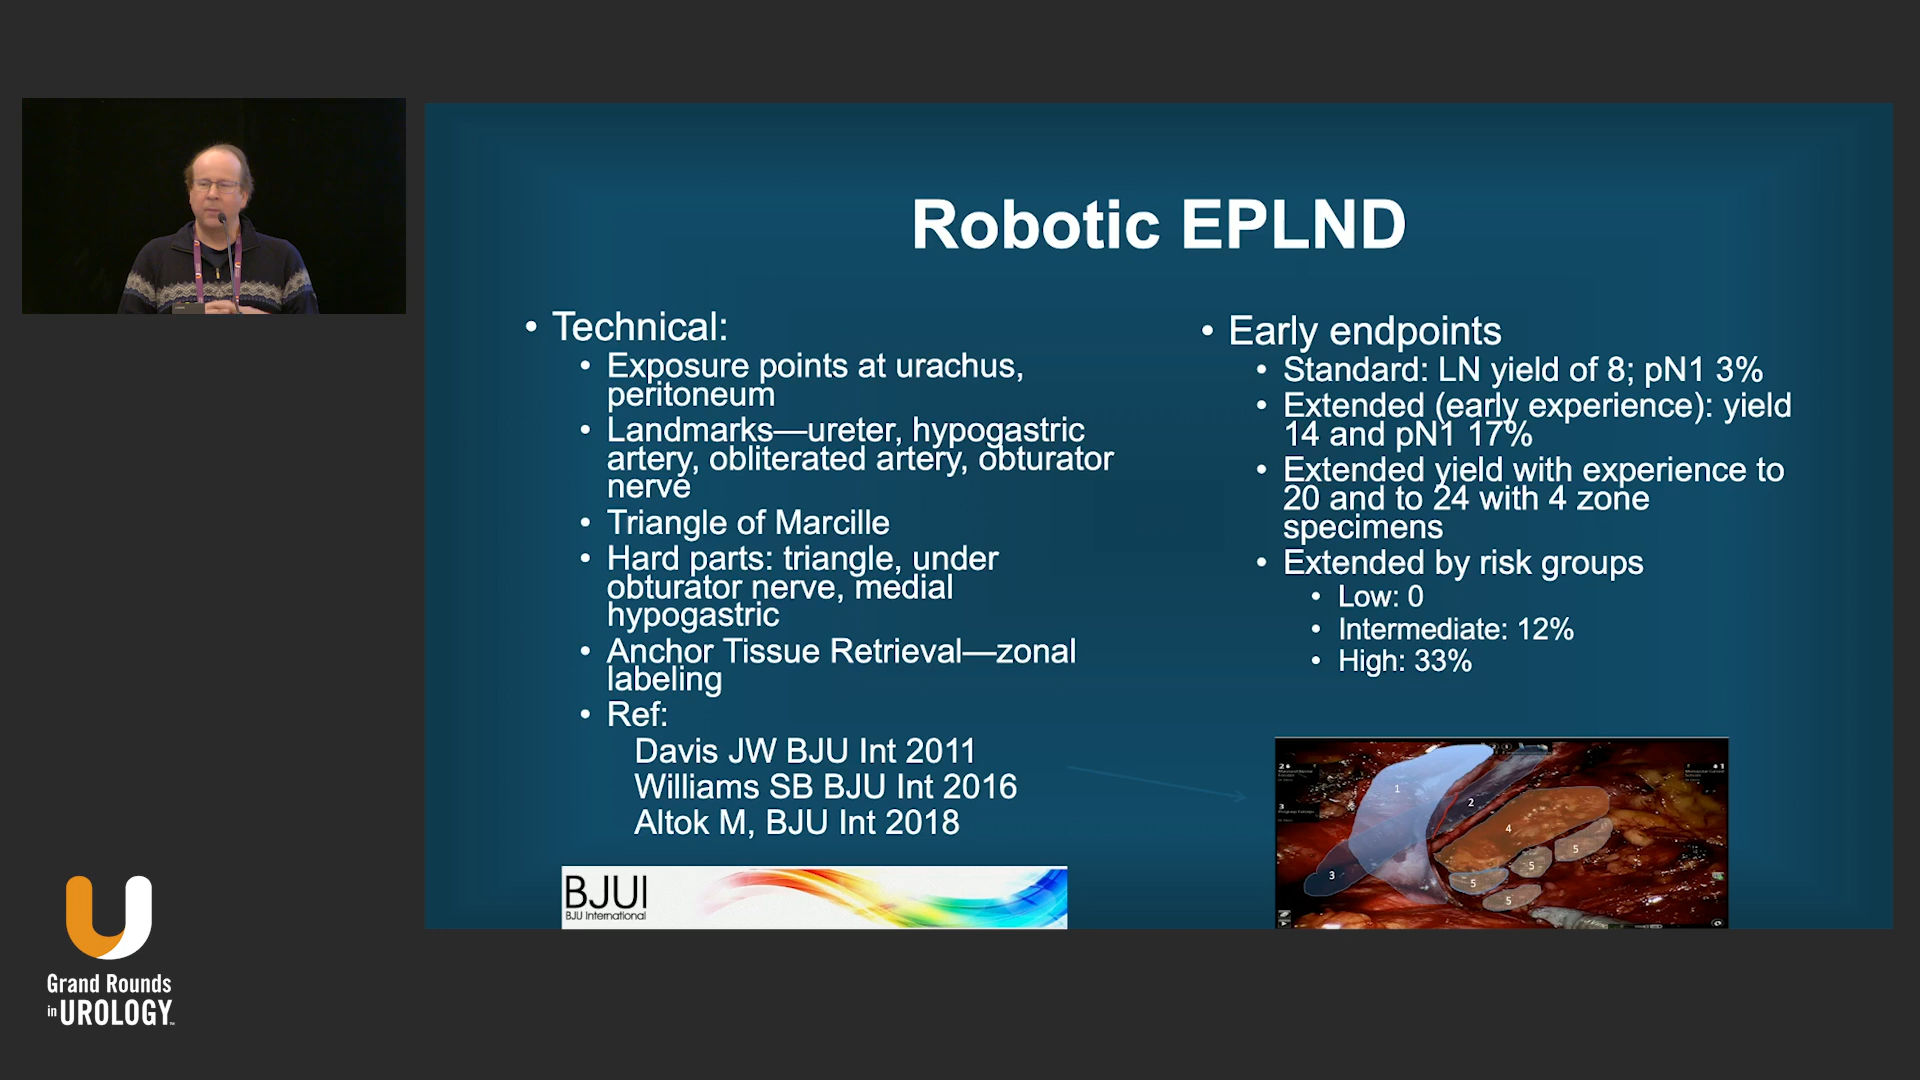 Robotic EPLND
• Technical:
• Exposure points at urachus,
peritoneum
• Landmarks—ureter, hypogastric
artery, obliterated artery, obturator
nerve
• Triangle of Marcille
• Hard parts: triangle, under
obturator nerve, medial
hypogastric
• Anchor Tissue Retrieval—zonal
labeling
• Ref:
Davis JW BJU Int 2011
Williams SB BJU Int 2016
Altok M, BJU Int 2018
BJUI
BJU International
• Early endpoints
• Standard: LN yield of 8; pN1 3%
• Extended (early experience): yield
14 and pN1 17%
• Extended yield with experience to
20 and to 24 with 4 zone
specimens
• Extended by risk groups
• Low: 0
• Intermediate: 12%
• High: 33%
2
1
3
1
2
4
5
5
3
5
5
Grand Rounds
in UROLOGY